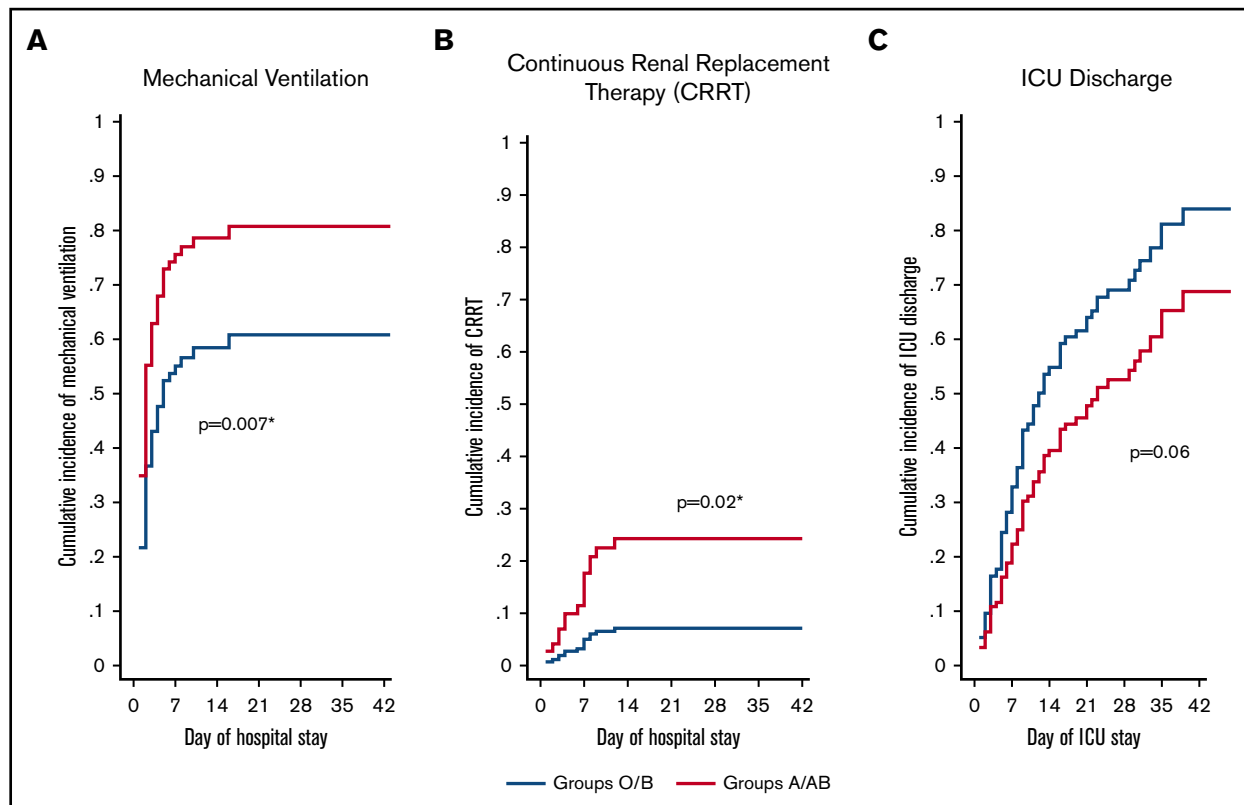 A
Mechanical Ventilation
Cumulative incidence of mechanical ventilation
1
.9
.8
.7
.6
.5
.4
.3
.2
.1
0
p=0.007*
0 7 14 21 28 35 42
Day of hospital stay
B
Continuous Renal Replacement
Therapy (CRRT)
Cumulative incidence of CRRT
1
.9
.8
.7
.6
.5
.4
.3
.2
.1
0
p=0.02*
0 7 14 21 28 35 42
Day of hospital stay
C
ICU Discharge
Cumulative incidence of ICU discharge
1
.9
.8
.7
.6
.5
.4
.3
.2
.1
0
p=0.06
0 7 14 21 28 35 42
Day of ICU stay
Groups O/B Groups A/AB